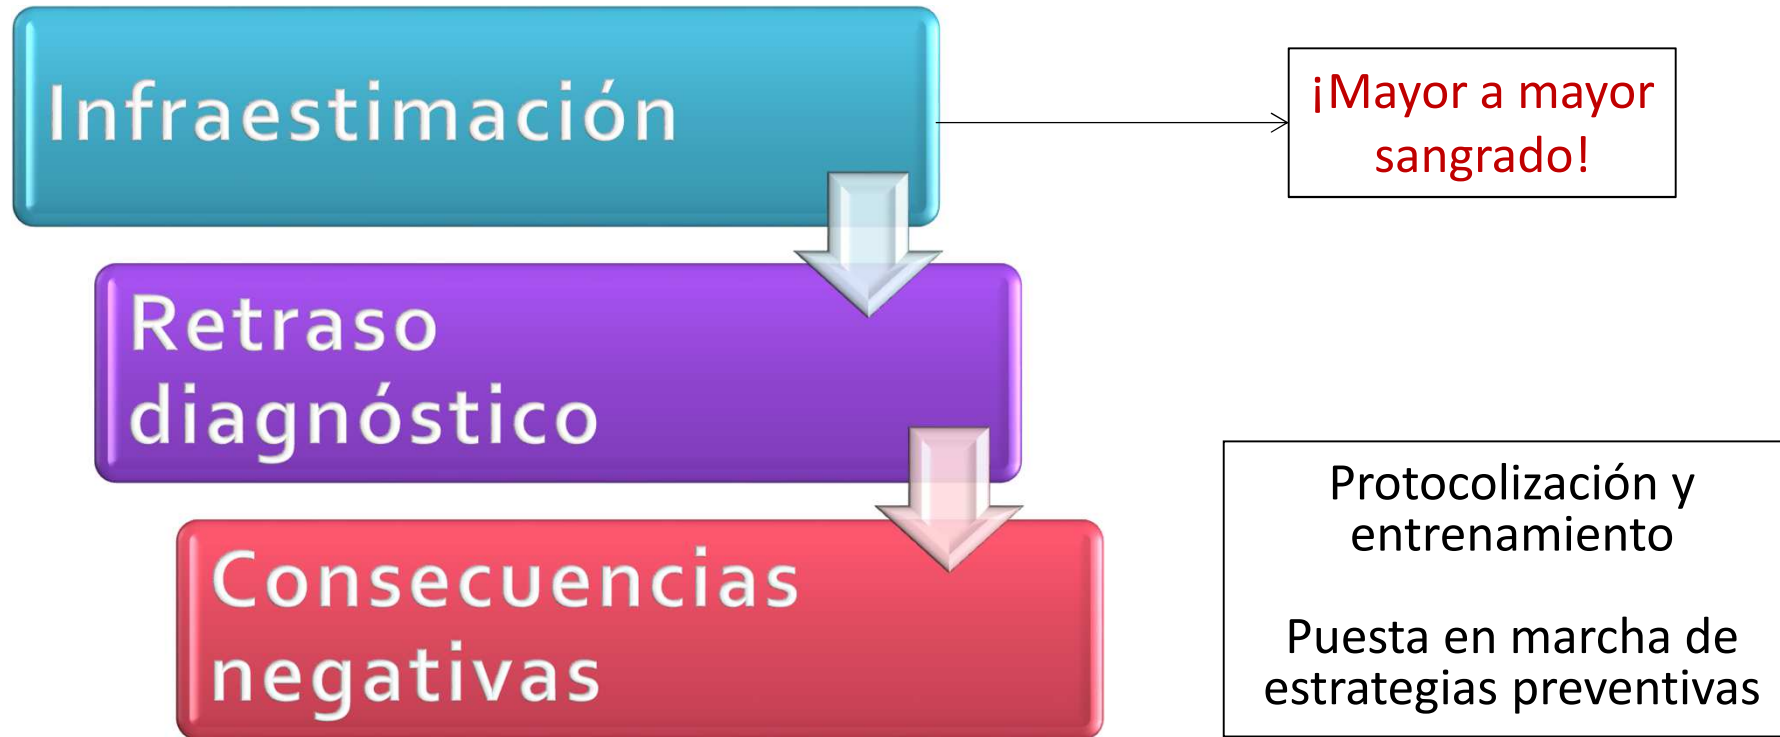 Infraestimación
¡Mayor a mayor
sangrado!
Retraso
diagnóstico
Consecuencias
negativas
Protocolización y
entrenamiento
Puesta en marcha de
estrategias preventivas